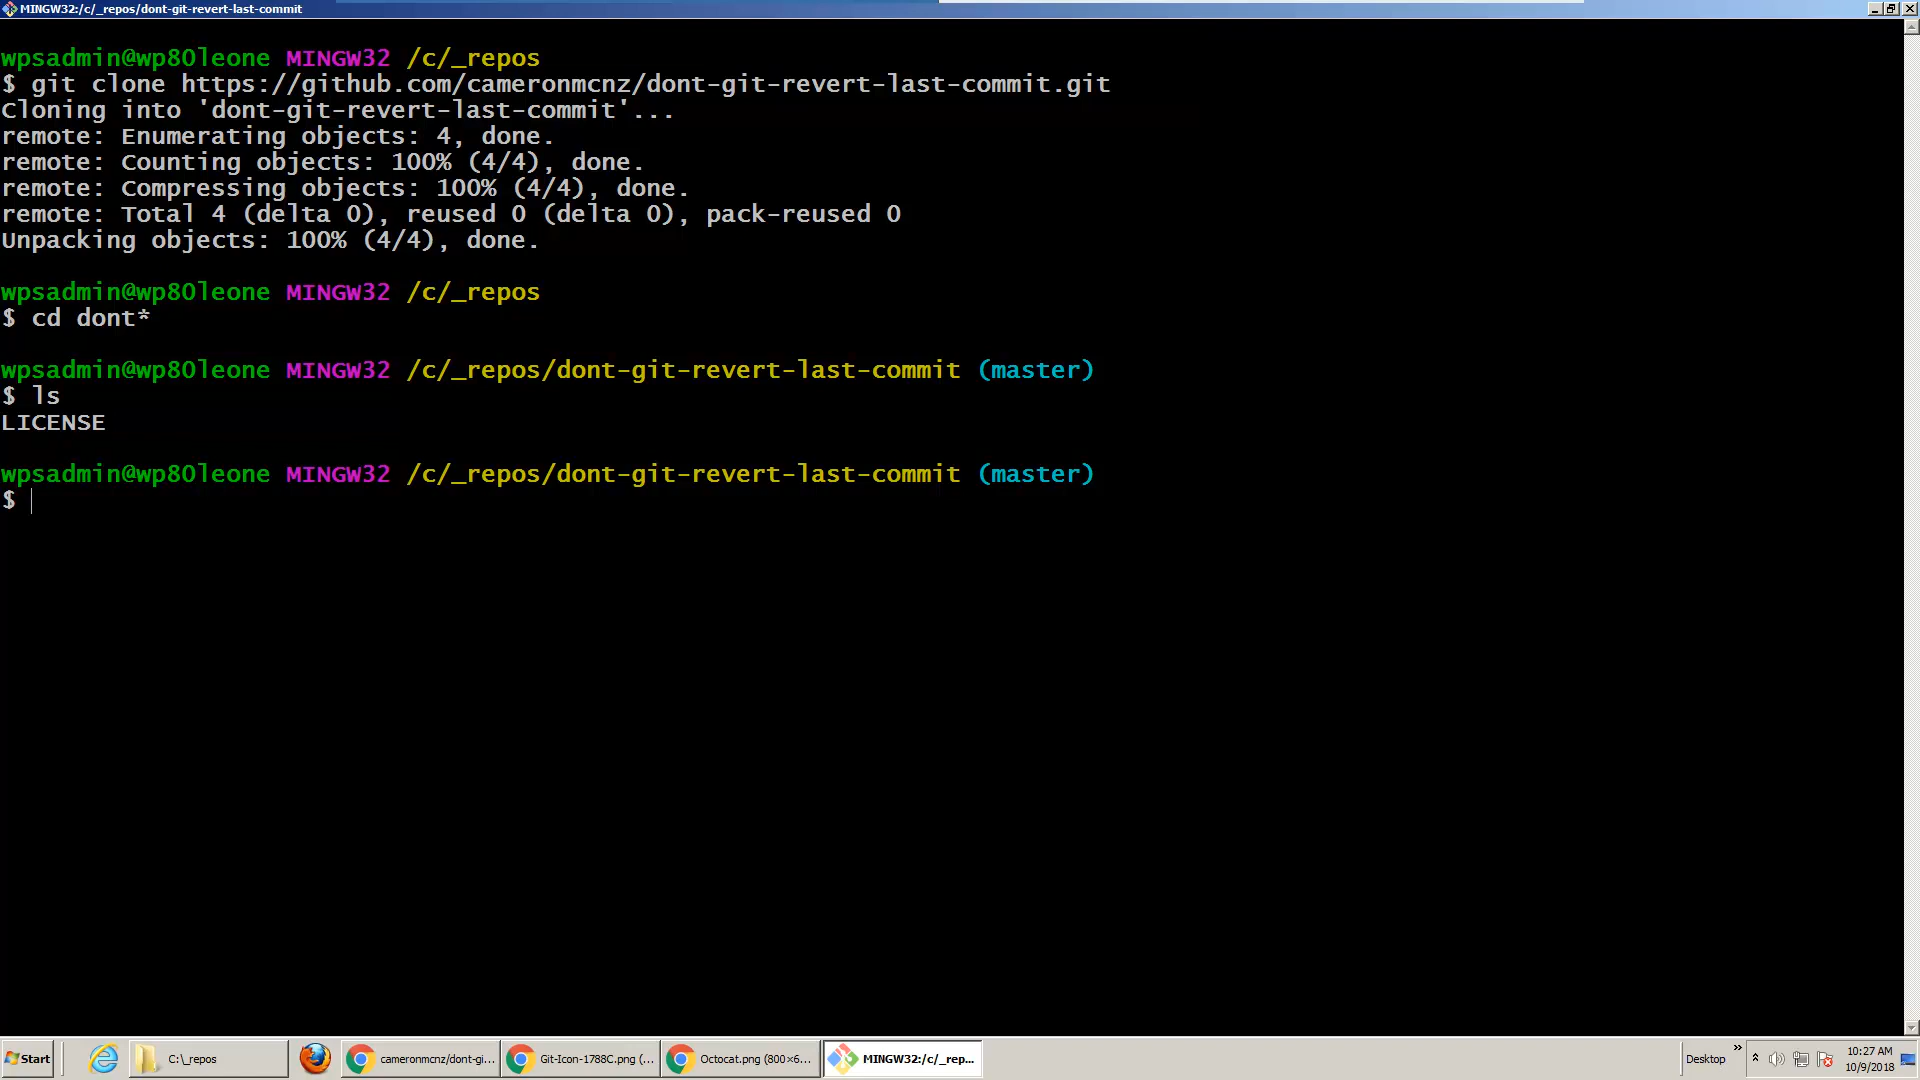 MINGW32:/c/_repos/dont-git-revert-last-commit
wpsadmin@wp80leone MINGW32 /c/_repos
$ git clone https://github.com/cameronmcnz/dont-git-revert-last-commit.git
Cloning into 'dont-git-revert-last-commit'...
remote: Enumerating objects: 4, done.
remote: Counting objects: 100% (4/4), done.
remote: Compressing objects: 100% (4/4), done.
remote: Total 4 (delta 0), reused 0 (delta 0), pack-reused 0
Unpacking objects: 100% (4/4), done.
wpsadmin@wp80leone MINGW32 /c/_repos
$ cd dont*
wpsadmin@wp80leone MINGW32 /c/_repos/dont-git-revert-last-commit (master)
$ ls
LICENSE
wpsadmin@wp80leone MINGW32 /c/_repos/dont-git-revert-last-commit (master)
$
Start C:\_repos cameronmcnz/dont-gi... Git-Icon-1788C.png (... Octocat.png (800×6... MINGW32:/c/_rep... Desktop » 10:27 AM
10/9/2018